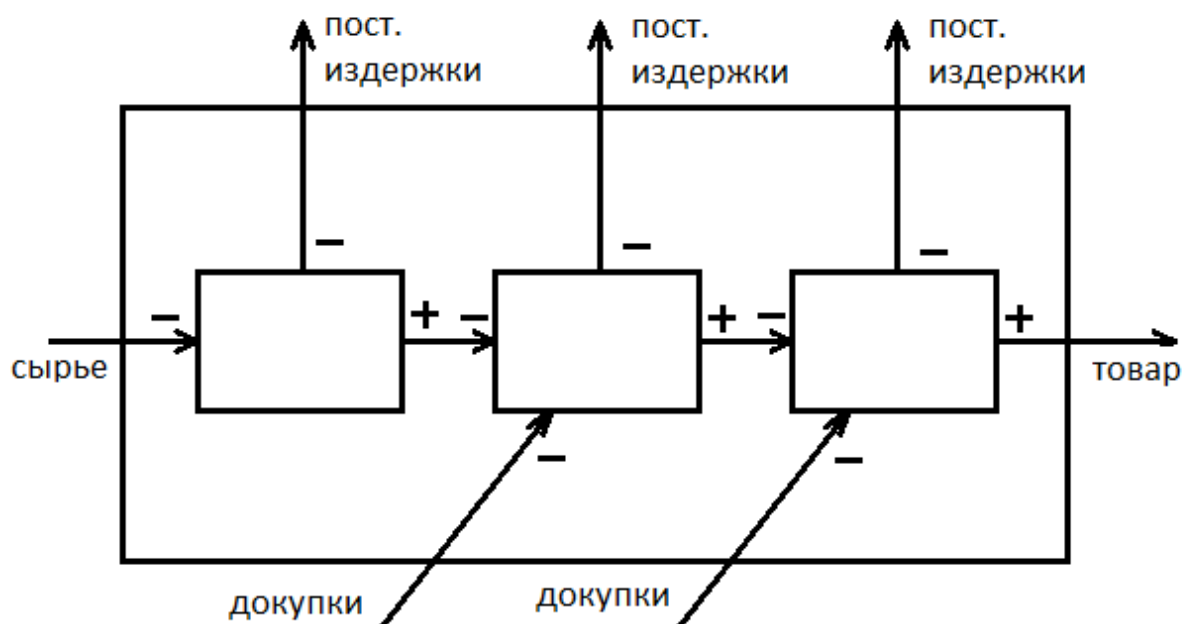 пост.
издержки
пост.
издержки
пост.
издержки
−
−
−
−
+
−
+
−
+
сырье
товар
−
−
докупки
докупки